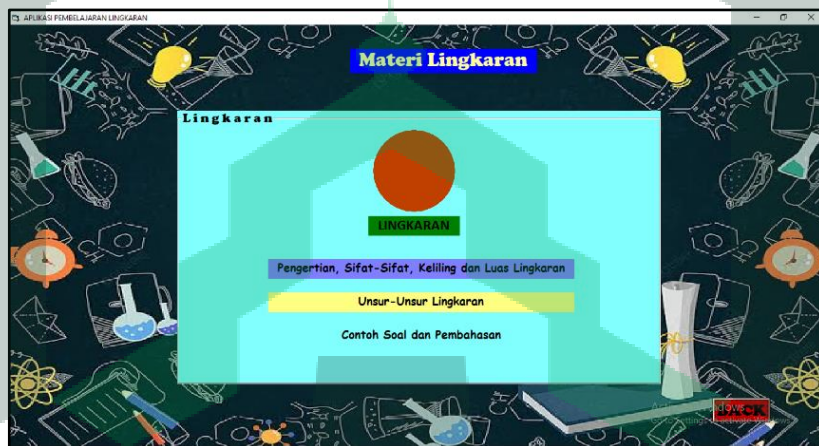 APLIKASI PEMBELAJARAN LINGKARAN
Materi Lingkaran
Lingkaran
LINGKARAN
Pengertian, Sifat-Sifat, Keliling dan Luas Lingkaran
Unsur-Unsur Lingkaran
Contoh Soal dan Pembahasan
BACK